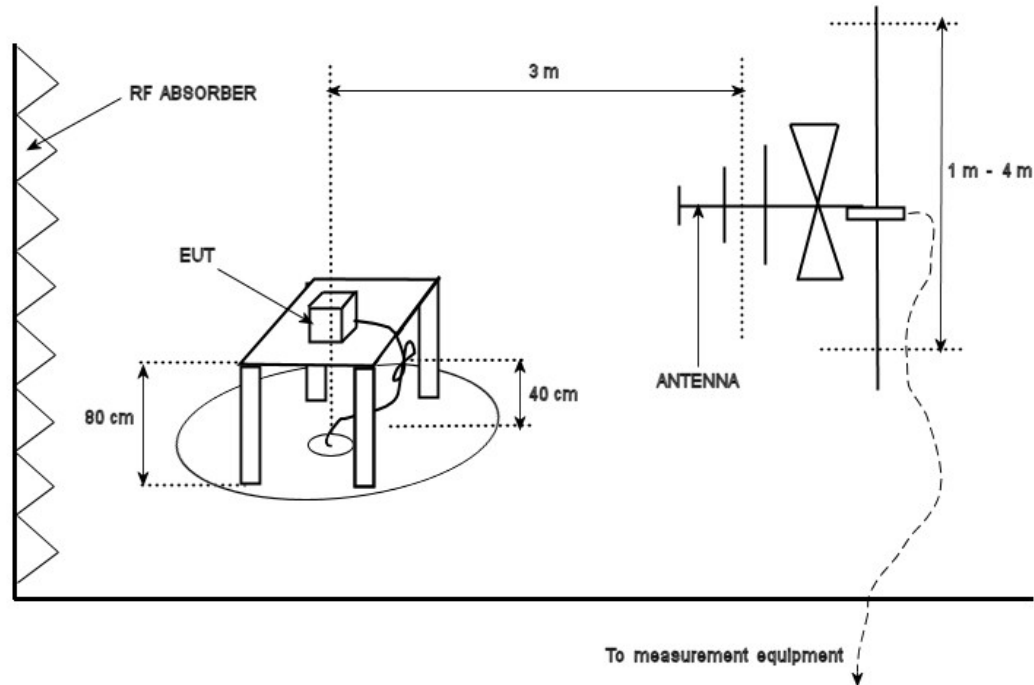 3 m
RF ABSORBER
1 m - 4 m
EUT
ANTENNA
40 cm
80 cm
To measurement equipment